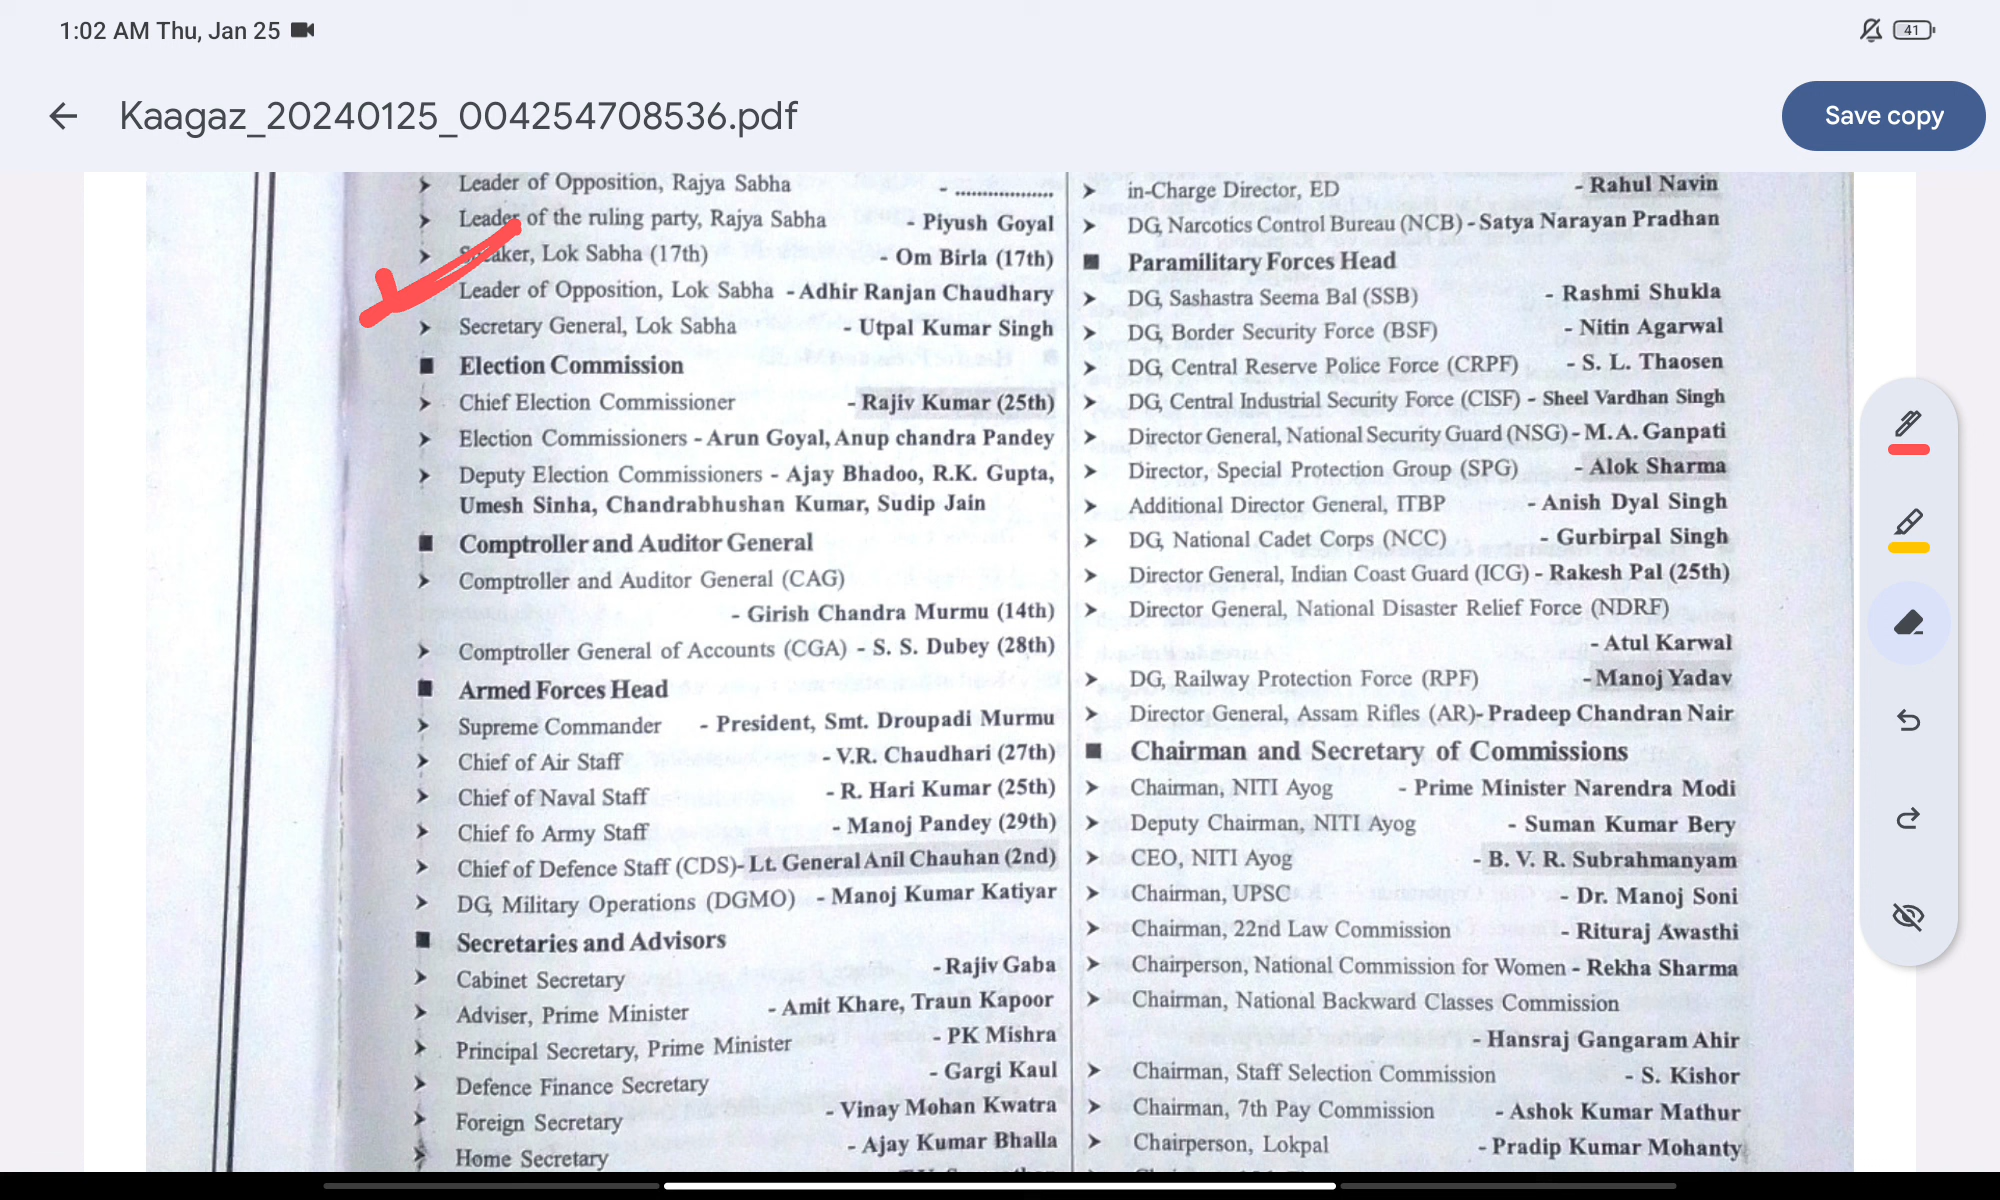 1:02 AM Thu, Jan 25
41
Kaagaz_20240125_004254708536.pdf
Save copy
Leader of Opposition, Rajya Sabha - ..................
Leader of the ruling party, Rajya Sabha - Piyush Goyal
Speaker, Lok Sabha (17th) - Om Birla (17th)
Leader of Opposition, Lok Sabha - Adhir Ranjan Chaudhary
Secretary General, Lok Sabha - Utpal Kumar Singh
Election Commission
Chief Election Commissioner - Rajiv Kumar (25th)
Election Commissioners - Arun Goyal, Anup chandra Pandey
Deputy Election Commissioners - Ajay Bhadoo, R.K. Gupta,
Umesh Sinha, Chandrabhushan Kumar, Sudip Jain
Comptroller and Auditor General
Comptroller and Auditor General (CAG)
- Girish Chandra Murmu (14th)
Comptroller General of Accounts (CGA) - S. S. Dubey (28th)
Armed Forces Head
Supreme Commander - President, Smt. Droupadi Murmu
Chief of Air Staff - V.R. Chaudhari (27th)
Chief of Naval Staff - R. Hari Kumar (25th)
Chief fo Army Staff - Manoj Pandey (29th)
Chief of Defence Staff (CDS)- Lt. General Anil Chauhan (2nd)
DG, Military Operations (DGMO) - Manoj Kumar Katiyar
Secretaries and Advisors
Cabinet Secretary - Rajiv Gaba
Adviser, Prime Minister - Amit Khare, Traun Kapoor
Principal Secretary, Prime Minister - PK Mishra
Defence Finance Secretary - Gargi Kaul
Foreign Secretary - Vinay Mohan Kwatra
Home Secretary - Ajay Kumar Bhalla
in-Charge Director, ED - Rahul Navin
DG, Narcotics Control Bureau (NCB) - Satya Narayan Pradhan
Paramilitary Forces Head
DG, Sashastra Seema Bal (SSB) - Rashmi Shukla
DG, Border Security Force (BSF) - Nitin Agarwal
DG, Central Reserve Police Force (CRPF) - S. L. Thaosen
DG, Central Industrial Security Force (CISF) - Sheel Vardhan Singh
Director General, National Security Guard (NSG) - M.A. Ganpati
Director, Special Protection Group (SPG) - Alok Sharma
Additional Director General, ITBP - Anish Dyal Singh
DG, National Cadet Corps (NCC) - Gurbirpal Singh
Director General, Indian Coast Guard (ICG) - Rakesh Pal (25th)
Director General, National Disaster Relief Force (NDRF)
- Atul Karwal
DG, Railway Protection Force (RPF) - Manoj Yadav
Director General, Assam Rifles (AR)- Pradeep Chandran Nair
Chairman and Secretary of Commissions
Chairman, NITI Ayog - Prime Minister Narendra Modi
Deputy Chairman, NITI Ayog - Suman Kumar Bery
CEO, NITI Ayog - B. V. R. Subrahmanyam
Chairman, UPSC - Dr. Manoj Soni
Chairman, 22nd Law Commission - Rituraj Awasthi
Chairperson, National Commission for Women - Rekha Sharma
Chairman, National Backward Classes Commission
- Hansraj Gangaram Ahir
Chairman, Staff Selection Commission - S. Kishor
Chairman, 7th Pay Commission - Ashok Kumar Mathur
Chairperson, Lokpal - Pradip Kumar Mohanty